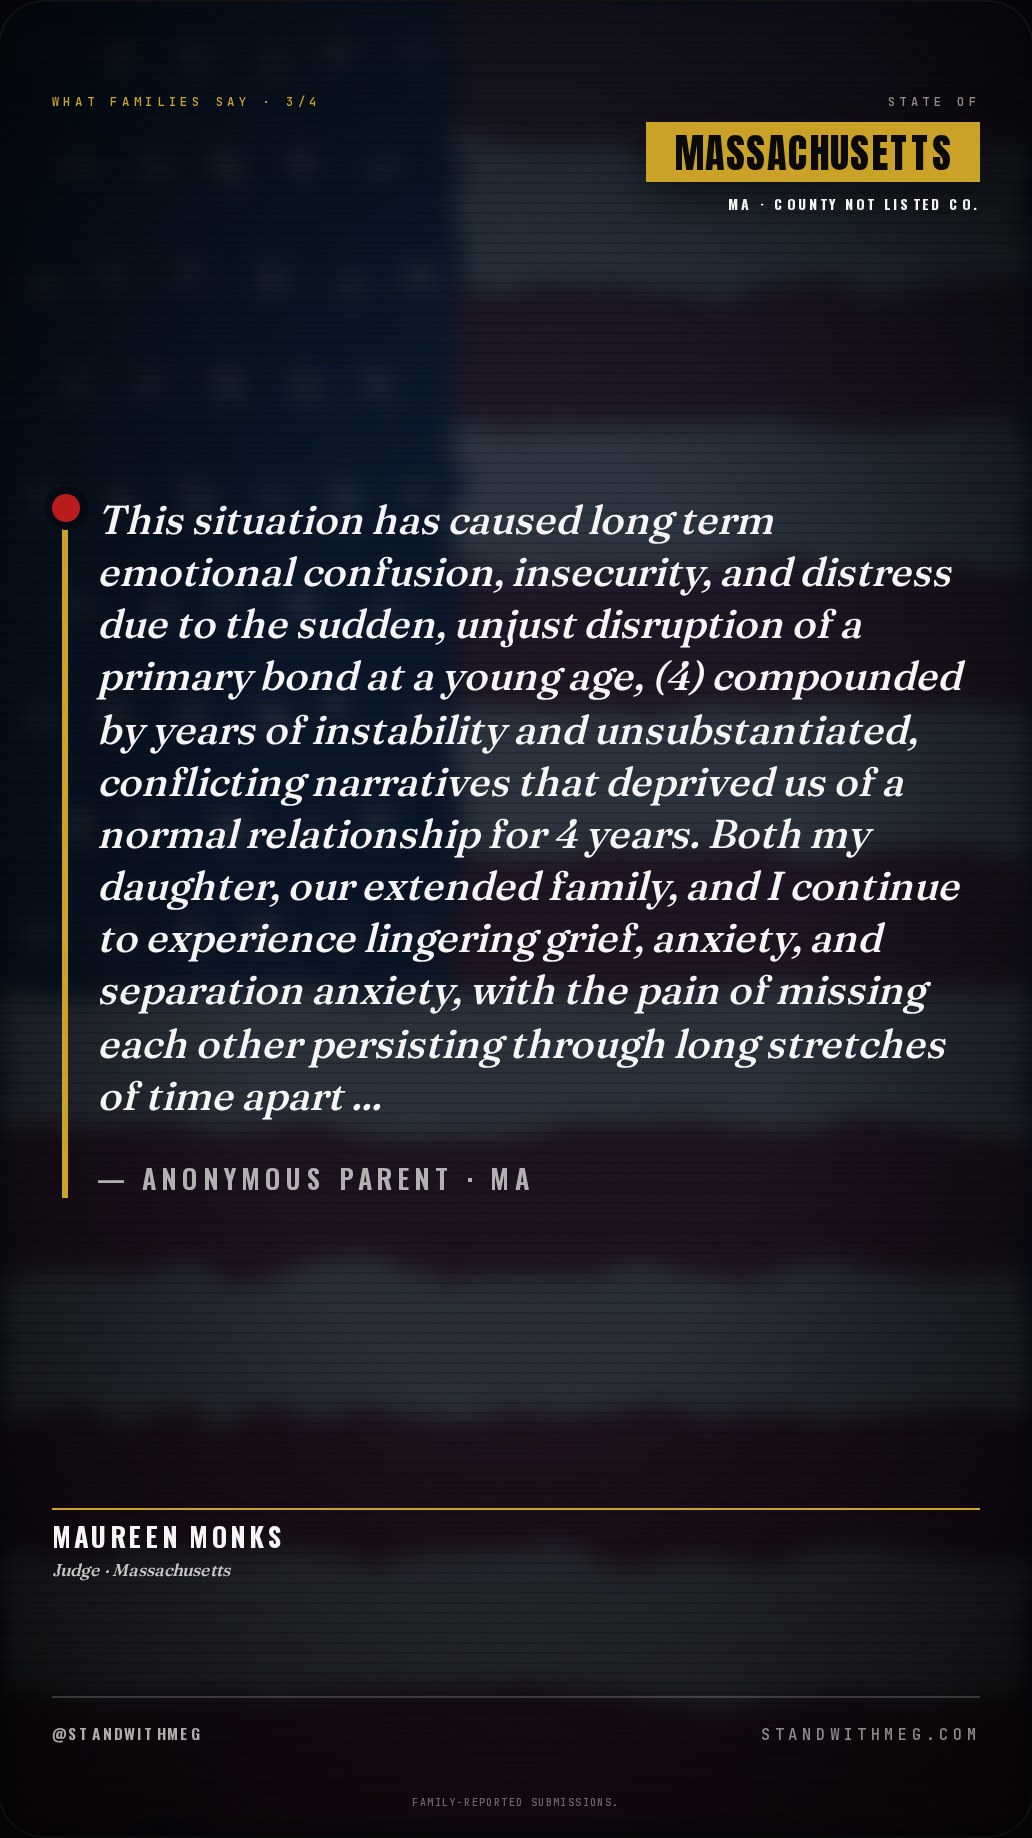 WHAT FAMILIES SAY · 3/4
STATE OF
MASSACHUSETTS
MA · COUNTY NOT LISTED CO.
This situation has caused long term
emotional confusion, insecurity, and distress
due to the sudden, unjust disruption of a
primary bond at a young age, (4) compounded
by years of instability and unsubstantiated,
conflicting narratives that deprived us of a
normal relationship for 4 years. Both my
daughter, our extended family, and I continue
to experience lingering grief, anxiety, and
separation anxiety, with the pain of missing
each other persisting through long stretches
of time apart ...
— ANONYMOUS PARENT · MA
MAUREEN MONKS
Judge · Massachusetts
@STANDWITHMEG
STANDWITHMEG.COM
FAMILY-REPORTED SUBMISSIONS.